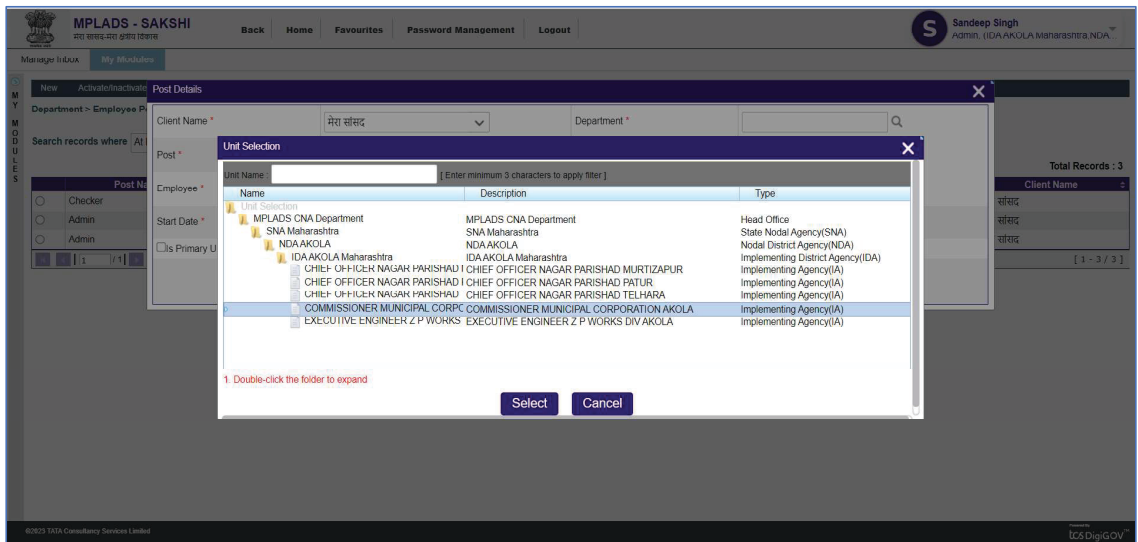 MPLADS - SAKSHI
मेरा सांसद-मेरा क्षेत्रीय विकास
Back Home Favourites Password Management Logout
S
Sandeep Singh
Admin, (IDA AKOLA Maharashtra,NDA...
Manage Inbox My Modules
MY MODULES
New Activate/Inactivate
Post Details
Department > Employee P
Client Name * मेरा सांसद Department *
Search records where At
Post *
Unit Selection
Total Records : 3
Unit Name : [ Enter minimum 3 characters to apply filter ]
Post Na Employee * Client Name
Name Description Type
Unit Selection
Checker सांसद
MPLADS CNA Department MPLADS CNA Department Head Office
Admin Start Date * सांसद
SNA Maharashtra SNA Maharashtra State Nodal Agency(SNA)
NDA AKOLA NDA AKOLA Nodal District Agency(NDA)
Admin Is Primary U सांसद
IDA AKOLA Maharashtra IDA AKOLA Maharashtra Implementing District Agency(IDA)
1 / 1 [ 1 - 3 / 3 ]
CHIEF OFFICER NAGAR PARISHAD CHIEF OFFICER NAGAR PARISHAD MURTIZAPUR Implementing Agency(IA)
CHIEF OFFICER NAGAR PARISHAD CHIEF OFFICER NAGAR PARISHAD PATUR Implementing Agency(IA)
CHIEF OFFICER NAGAR PARISHAD CHIEF OFFICER NAGAR PARISHAD TELHARA Implementing Agency(IA)
COMMISSIONER MUNICIPAL CORPC COMMISSIONER MUNICIPAL CORPORATION AKOLA Implementing Agency(IA)
EXECUTIVE ENGINEER Z P WORKS EXECUTIVE ENGINEER Z P WORKS DIV AKOLA Implementing Agency(IA)
1. Double-click the folder to expand
Select Cancel
©2023 TATA Consultancy Services Limited
Powered By
tcs DigiGOV™